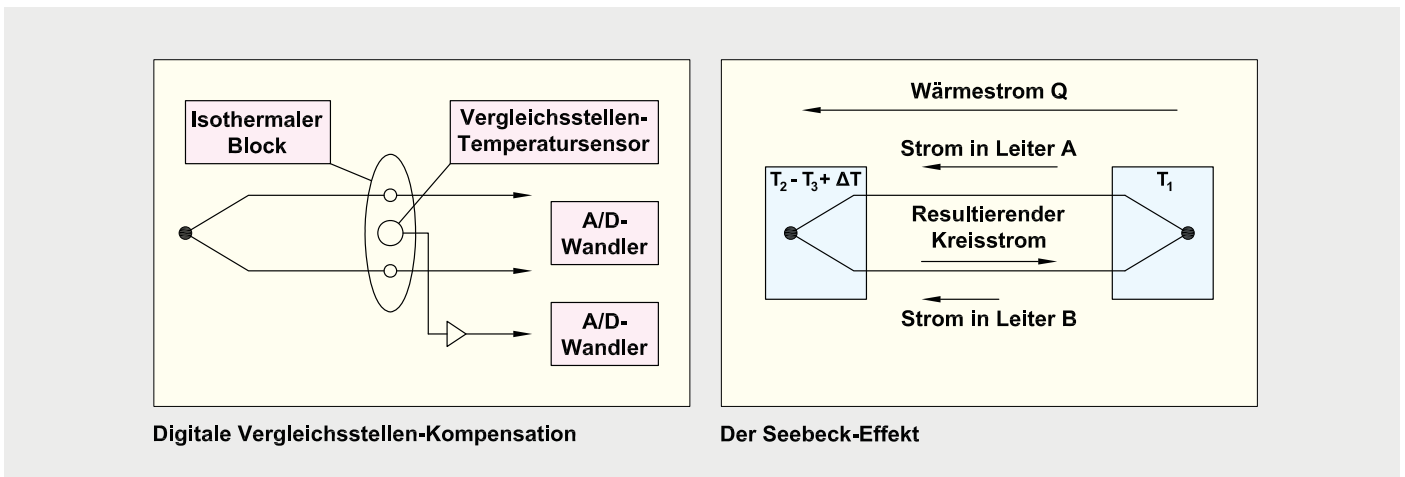 Isothermaler
Block
Vergleichsstellen-
Temperatursensor
A/D-
Wandler
A/D-
Wandler
Digitale Vergleichsstellen-Kompensation
Wärmestrom Q
Strom in Leiter A
T2 - T3 + ΔT
T1
Resultierender
Kreisstrom
Strom in Leiter B
Der Seebeck-Effekt